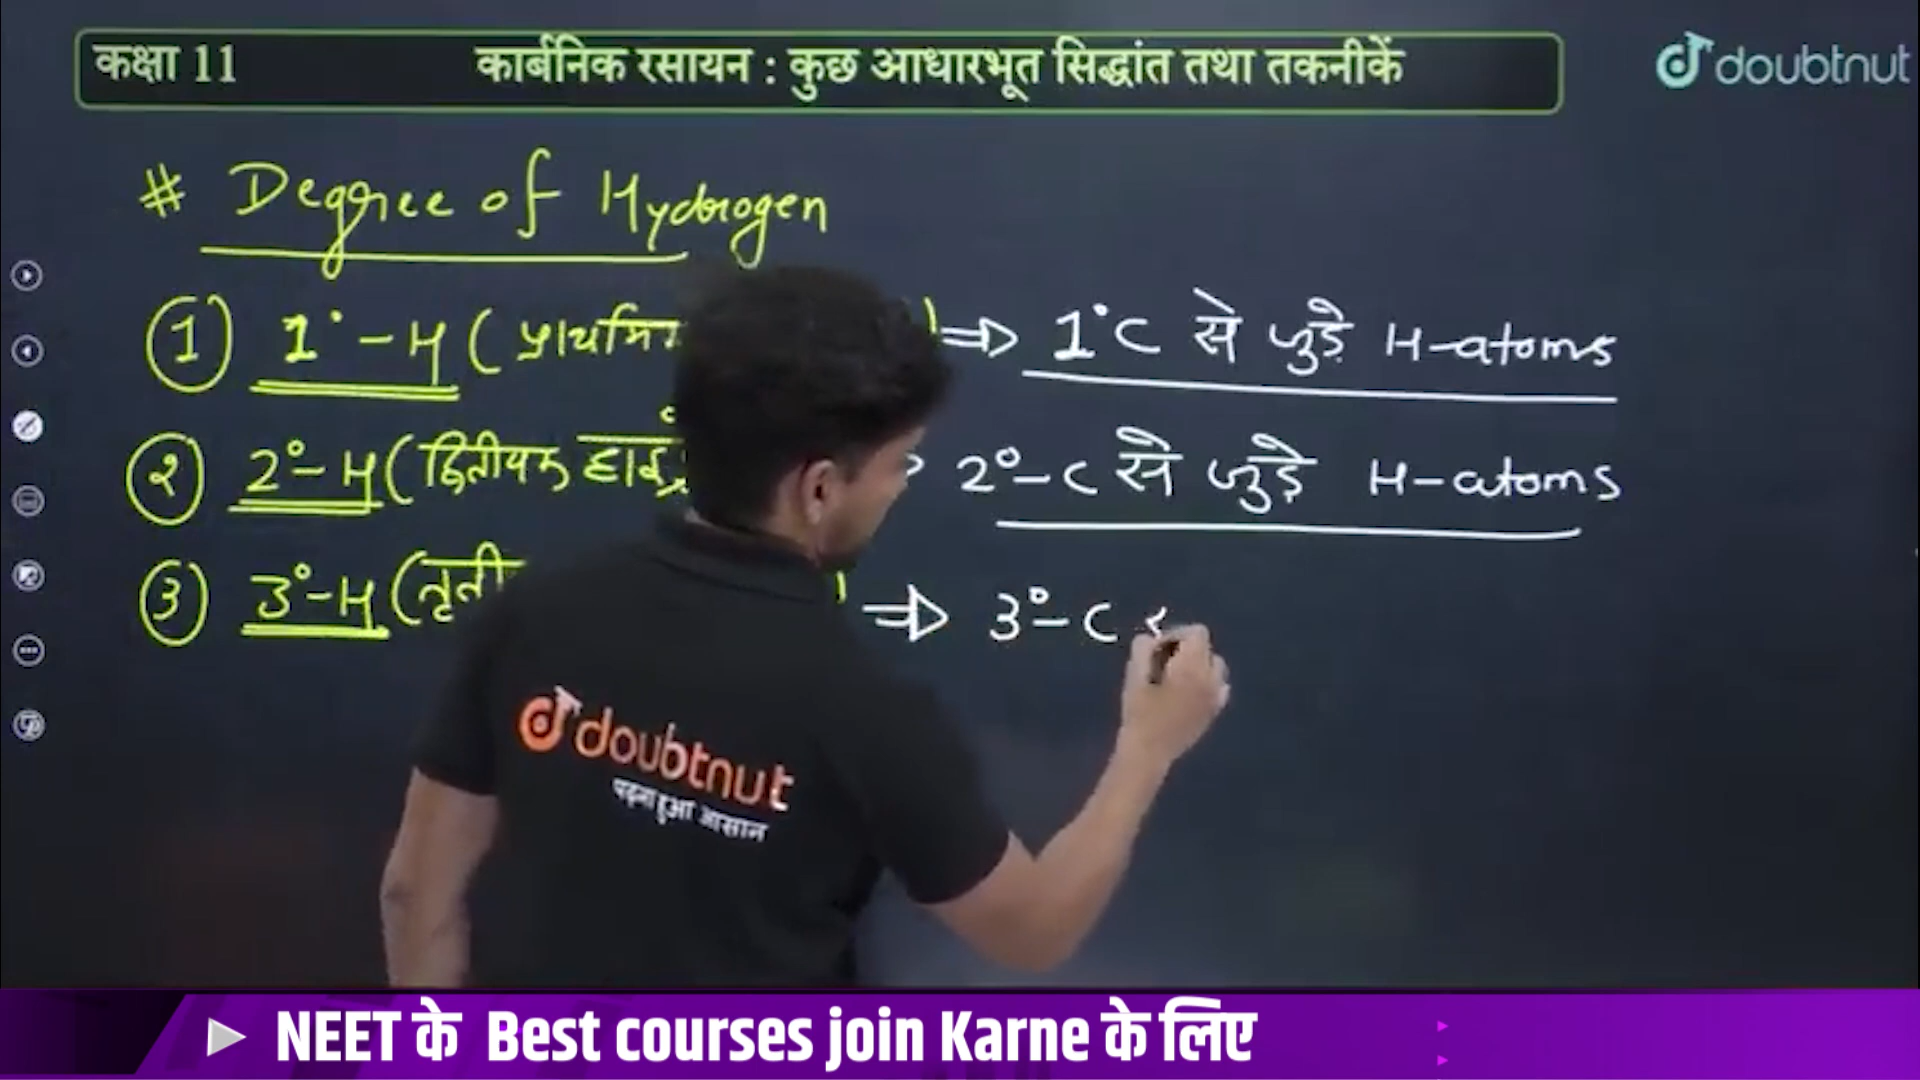 कक्षा 11 कार्बनिक रसायन : कुछ आधारभूत सिद्धांत तथा तकनीकें
doubtnut
# Degree of Hydrogen
① 1°-H ( ⇒ 1°C से जुड़े H-atoms
② 2°-H (द्वितीयक 2°-C से जुड़े H-atoms
③ 3°-H ( ) ⇒ 3°-C
doubtnut
पढ़ना हुआ आसान
NEET के Best courses join Karne के लिए